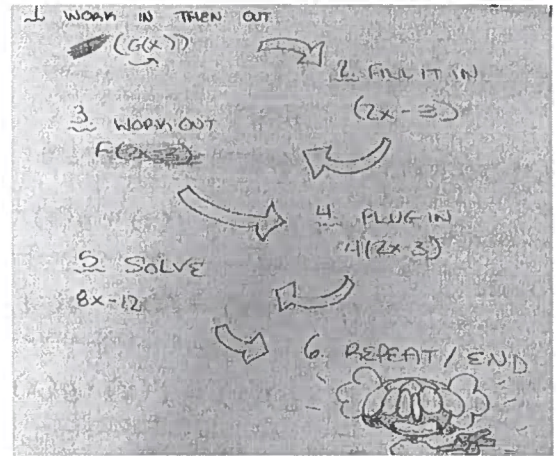 1 WORK IN THEN OUT
(G(x))
2. FILL IT IN
(2x - 3)
3 WORK OUT
F(2x-3)
4 PLUG IN
4(2x-3)
5 SOLVE
8x-12
6. REPEAT / END